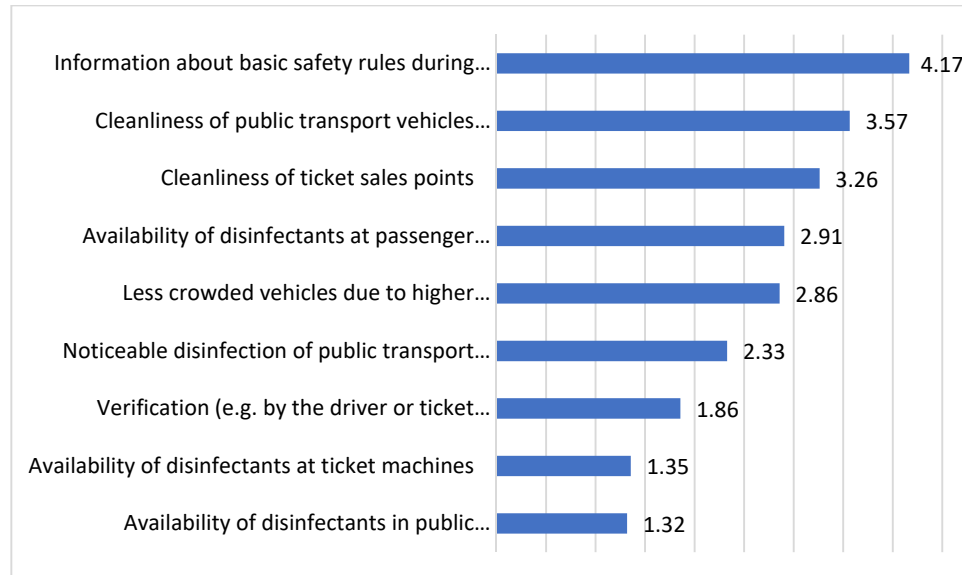 Information about basic safety rules during… 4.17
Cleanliness of public transport vehicles… 3.57
Cleanliness of ticket sales points 3.26
Availability of disinfectants at passenger… 2.91
Less crowded vehicles due to higher… 2.86
Noticeable disinfection of public transport… 2.33
Verification (e.g. by the driver or ticket… 1.86
Availability of disinfectants at ticket machines 1.35
Availability of disinfectants in public… 1.32